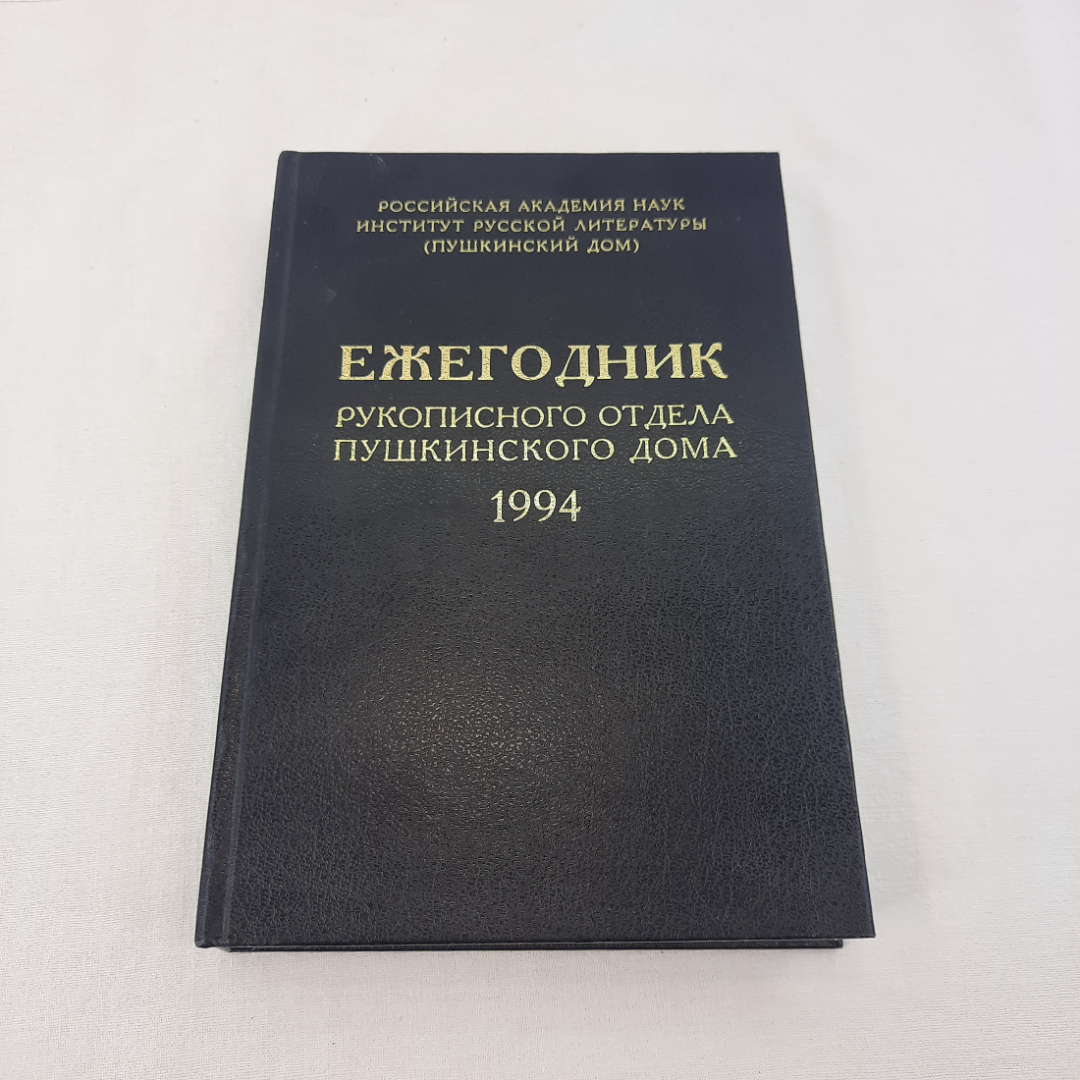 РОССИЙСКАЯ АКАДЕМИЯ НАУК
ИНСТИТУТ РУССКОЙ ЛИТЕРАТУРЫ
(ПУШКИНСКИЙ ДОМ)
ЕЖЕГОДНИК
РУКОПИСНОГО ОТДЕЛА
ПУШКИНСКОГО ДОМА
1994